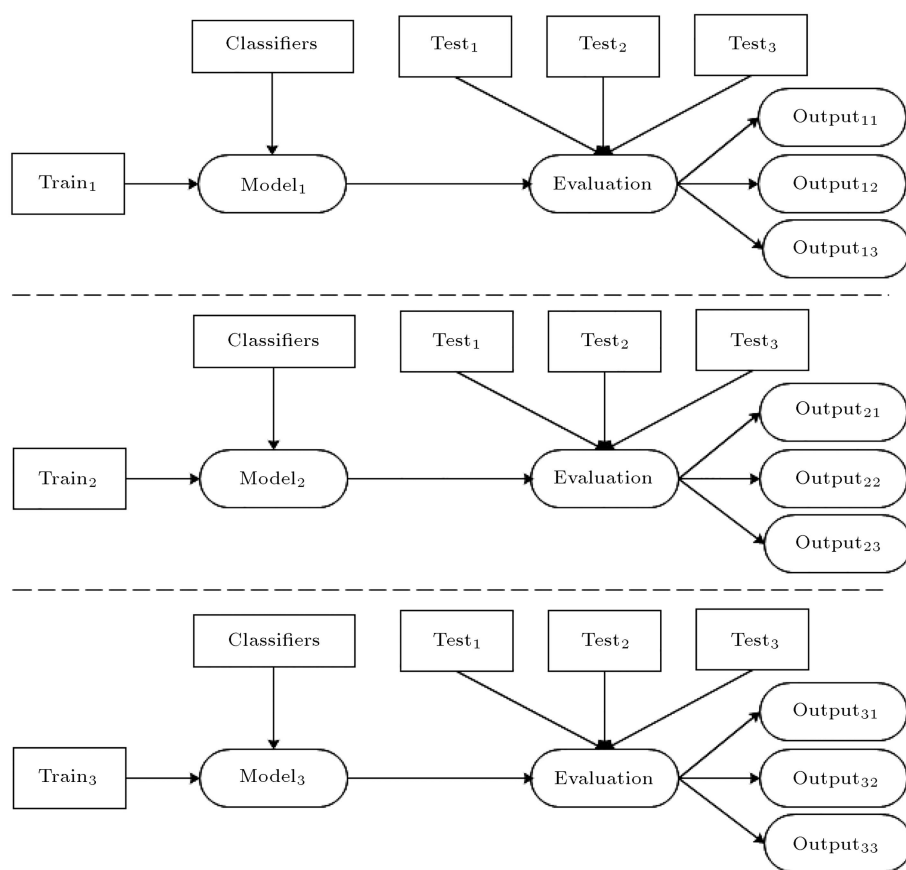 Classifiers
Test₁
Test₂
Test₃
Output₁₁
Train₁
Model₁
Evaluation
Output₁₂
Output₁₃
Classifiers
Test₁
Test₂
Test₃
Output₂₁
Train₂
Model₂
Evaluation
Output₂₂
Output₂₃
Classifiers
Test₁
Test₂
Test₃
Output₃₁
Train₃
Model₃
Evaluation
Output₃₂
Output₃₃